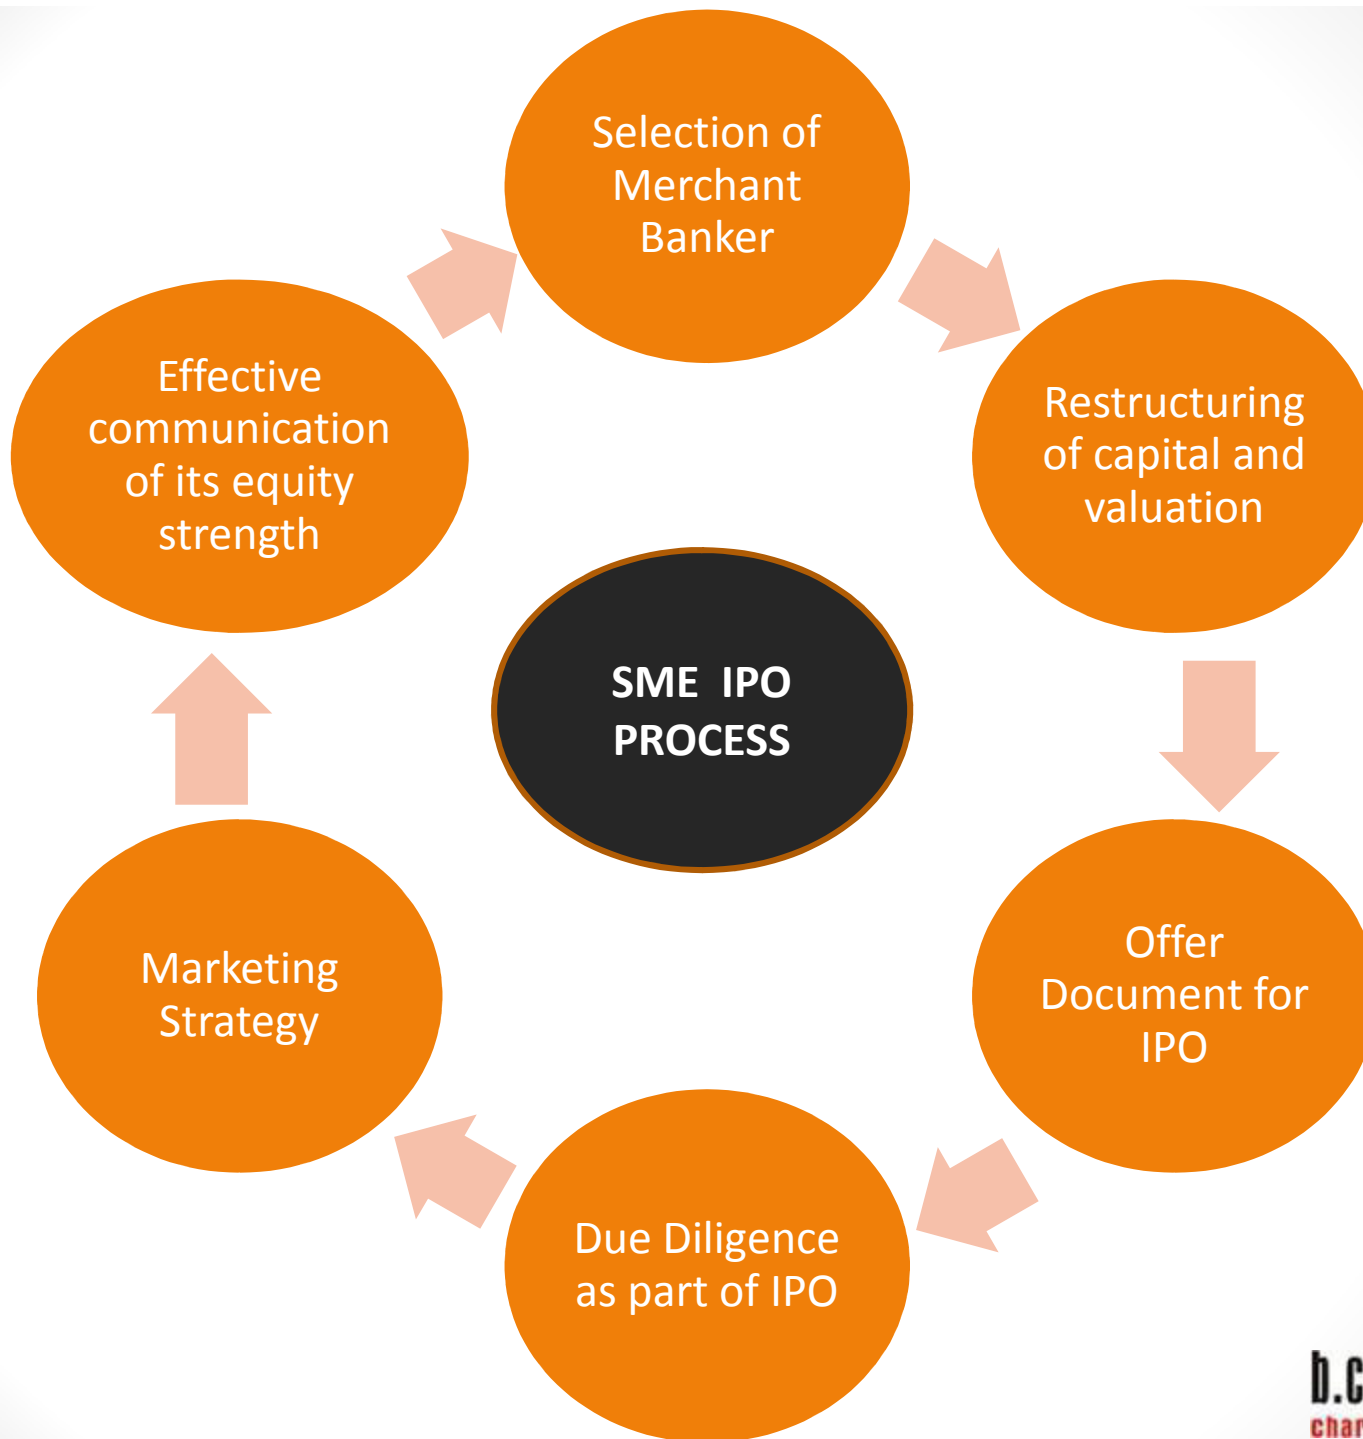 Selection of
Merchant
Banker
Restructuring
of capital and
valuation
Offer
Document for
IPO
Due Diligence
as part of IPO
Marketing
Strategy
Effective
communication
of its equity
strength
SME IPO
PROCESS